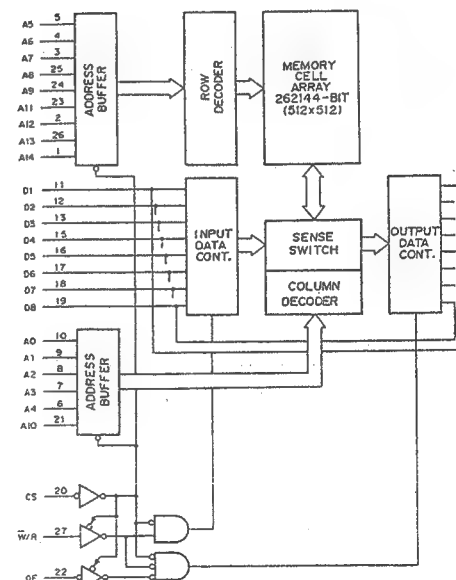 A5 5
A6 4
A7 3
A8 25
A9 24
A11 23
A12 2
A13 26
A14 1
ADDRESS
BUFFER
ROW
DECODER
MEMORY
CELL
ARRAY
262144-BIT
(512x512)
D1 11
D2 12
D3 13
D4 15
D5 16
D6 17
D7 18
D8 19
INPUT
DATA
CONT.
SENSE
SWITCH
COLUMN
DECODER
OUTPUT
DATA
CONT.
A0 10
A1 9
A2 8
A3 7
A4 6
A10 21
ADDRESS
BUFFER
CS 20
W̅/R 27
OE 22